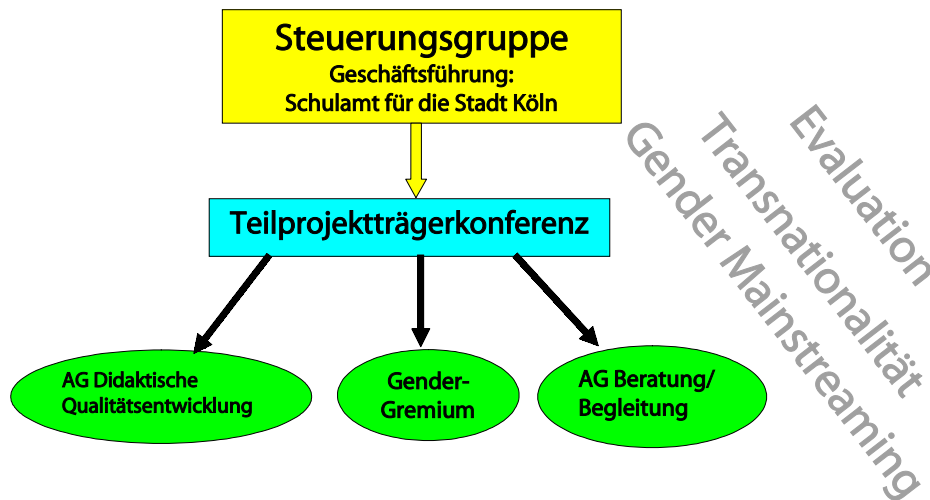 Steuerungsgruppe
Geschäftsführung:
Schulamt für die Stadt Köln
Teilprojektträgerkonferenz
AG Didaktische
Qualitätsentwicklung
Gender-
Gremium
AG Beratung/
Begleitung
Gender Mainstreaming
Transnationalität
Evaluation